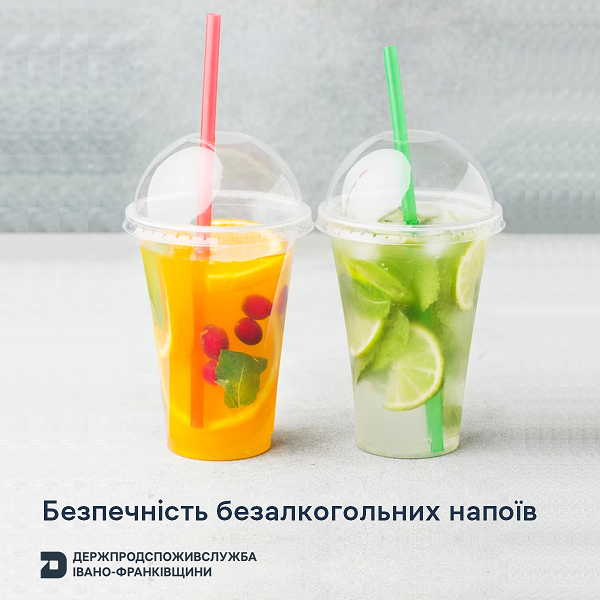 Безпечність безалкогольних напоїв
ДЕРЖПРОДСПОЖИВСЛУЖБА
ІВАНО-ФРАНКІВЩИНИ